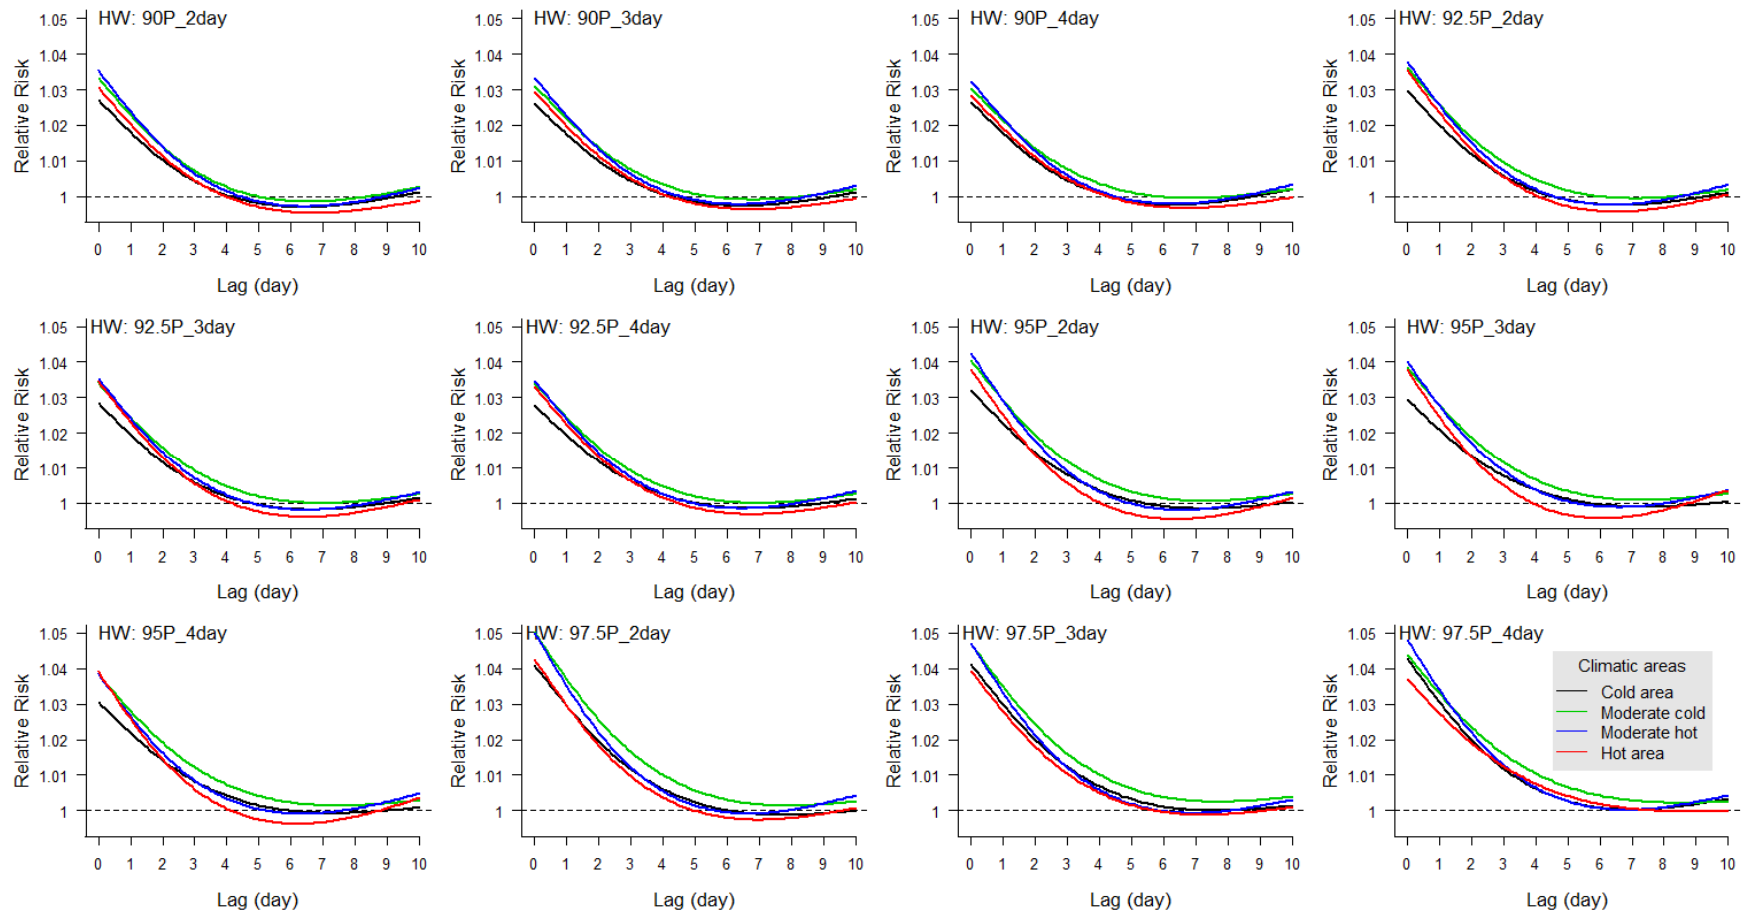 HW: 90P_2day
1.05
1.04
1.03
1.02
1.01
1
Relative Risk
0 1 2 3 4 5 6 7 8 9 10
Lag (day)
HW: 90P_3day
1.05
1.04
1.03
1.02
1.01
1
Relative Risk
0 1 2 3 4 5 6 7 8 9 10
Lag (day)
HW: 90P_4day
1.05
1.04
1.03
1.02
1.01
1
Relative Risk
0 1 2 3 4 5 6 7 8 9 10
Lag (day)
HW: 92.5P_2day
1.05
1.04
1.03
1.02
1.01
1
Relative Risk
0 1 2 3 4 5 6 7 8 9 10
Lag (day)
HW: 92.5P_3day
1.05
1.04
1.03
1.02
1.01
1
Relative Risk
0 1 2 3 4 5 6 7 8 9 10
Lag (day)
HW: 92.5P_4day
1.05
1.04
1.03
1.02
1.01
1
Relative Risk
0 1 2 3 4 5 6 7 8 9 10
Lag (day)
HW: 95P_2day
1.05
1.04
1.03
1.02
1.01
1
Relative Risk
0 1 2 3 4 5 6 7 8 9 10
Lag (day)
HW: 95P_3day
1.05
1.04
1.03
1.02
1.01
1
Relative Risk
0 1 2 3 4 5 6 7 8 9 10
Lag (day)
HW: 95P_4day
1.05
1.04
1.03
1.02
1.01
1
Relative Risk
0 1 2 3 4 5 6 7 8 9 10
Lag (day)
HW: 97.5P_2day
1.05
1.04
1.03
1.02
1.01
1
Relative Risk
0 1 2 3 4 5 6 7 8 9 10
Lag (day)
HW: 97.5P_3day
1.05
1.04
1.03
1.02
1.01
1
Relative Risk
0 1 2 3 4 5 6 7 8 9 10
Lag (day)
HW: 97.5P_4day
1.05
1.04
1.03
1.02
1.01
1
Relative Risk
Climatic areas
Cold area
Moderate cold
Moderate hot
Hot area
0 1 2 3 4 5 6 7 8 9 10
Lag (day)